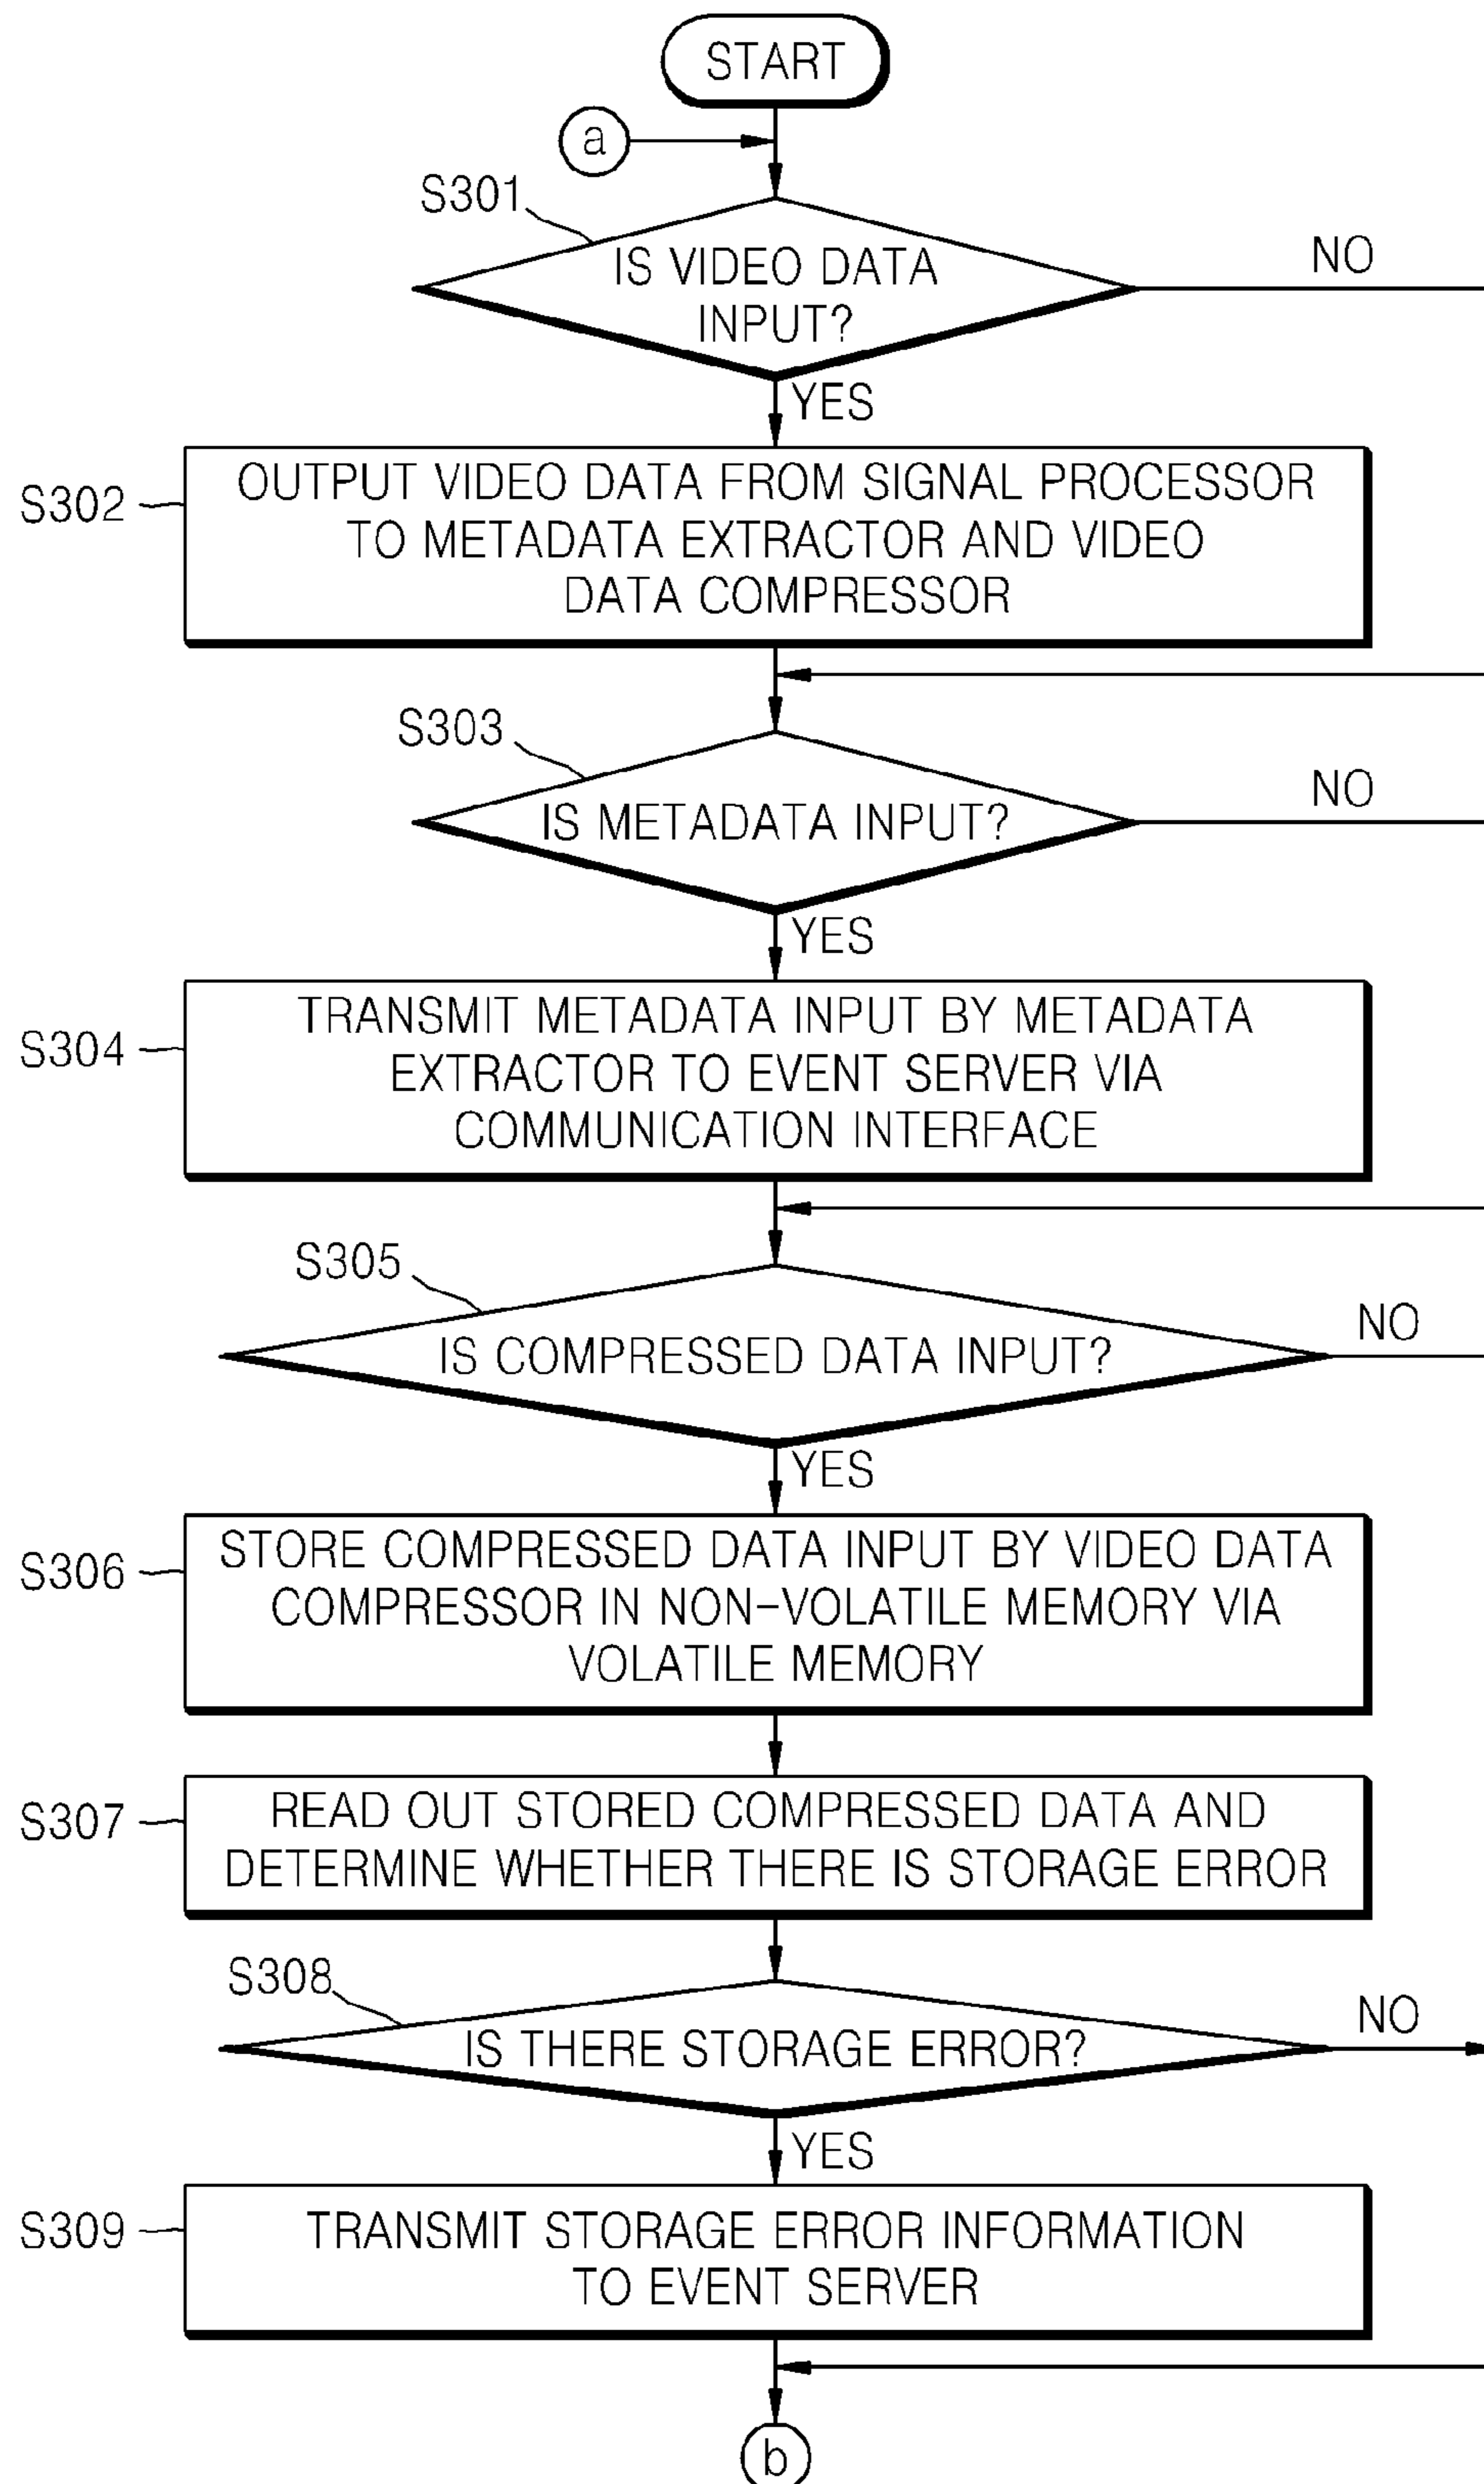 START
a
S301
IS VIDEO DATA
INPUT?
NO
YES
S302
OUTPUT VIDEO DATA FROM SIGNAL PROCESSOR
TO METADATA EXTRACTOR AND VIDEO
DATA COMPRESSOR
S303
IS METADATA INPUT?
NO
YES
S304
TRANSMIT METADATA INPUT BY METADATA
EXTRACTOR TO EVENT SERVER VIA
COMMUNICATION INTERFACE
S305
IS COMPRESSED DATA INPUT?
NO
YES
S306
STORE COMPRESSED DATA INPUT BY VIDEO DATA
COMPRESSOR IN NON-VOLATILE MEMORY VIA
VOLATILE MEMORY
S307
READ OUT STORED COMPRESSED DATA AND
DETERMINE WHETHER THERE IS STORAGE ERROR
S308
IS THERE STORAGE ERROR?
NO
YES
S309
TRANSMIT STORAGE ERROR INFORMATION
TO EVENT SERVER
b